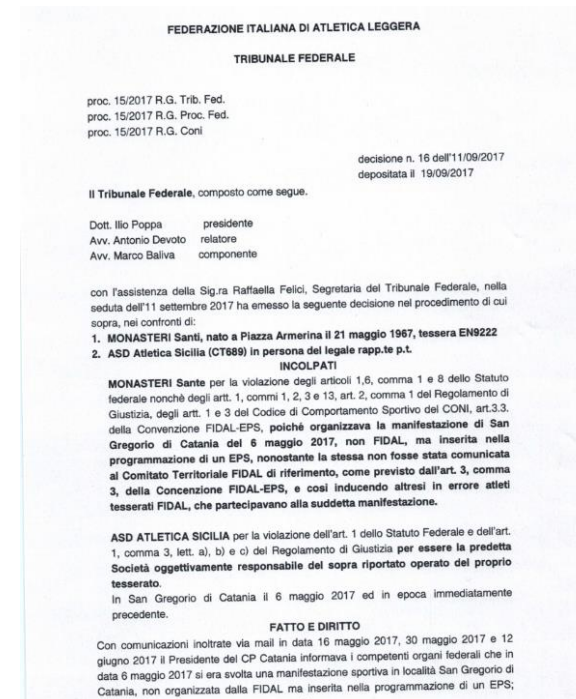 FEDERAZIONE ITALIANA DI ATLETICA LEGGERA
TRIBUNALE FEDERALE
proc. 15/2017 R.G. Trib. Fed.
proc. 15/2017 R.G. Proc. Fed.
proc. 15/2017 R.G. Coni
decisione n. 16 dell'11/09/2017
depositata il 19/09/2017
Il Tribunale Federale, composto come segue.
Dott. Ilio Poppa presidente
Avv. Antonio Devoto relatore
Avv. Marco Baliva componente
con l'assistenza della Sig.ra Raffaella Felici, Segretaria del Tribunale Federale, nella
seduta dell'11 settembre 2017 ha emesso la seguente decisione nel procedimento di cui
sopra, nei confronti di:
1. MONASTERI Santi, nato a Piazza Armerina il 21 maggio 1967, tessera EN9222
2. ASD Atletica Sicilia (CT689) in persona del legale rapp.te p.t.
INCOLPATI
MONASTERI Sante per la violazione degli articoli 1,6, comma 1 e 8 dello Statuto
federale nonchè degli artt. 1, commi 1, 2, 3 e 13, art. 2, comma 1 del Regolamento di
Giustizia, degli artt. 1 e 3 del Codice di Comportamento Sportivo del CONI, art.3.3.
della Convenzione FIDAL-EPS, poichè organizzava la manifestazione di San
Gregorio di Catania del 6 maggio 2017, non FIDAL, ma inserita nella
programmazione di un EPS, nonostante la stessa non fosse stata comunicata
al Comitato Territoriale FIDAL di riferimento, come previsto dall'art. 3, comma
3, della Concenzione FIDAL-EPS, e cosi inducendo altresi in errore atleti
tesserati FIDAL, che partecipavano alla suddetta manifestazione.
ASD ATLETICA SICILIA per la violazione dell'art. 1 dello Statuto Federale e dell'art.
1, comma 3, lett. a), b) e c) del Regolamento di Giustizia per essere la predetta
Società oggettivamente responsabile del sopra riportato operato del proprio
tesserato.
In San Gregorio di Catania il 6 maggio 2017 ed in epoca immediatamente
precedente.
FATTO E DIRITTO
Con comunicazioni inoltrate via mail in data 16 maggio 2017, 30 maggio 2017 e 12
giugno 2017 il Presidente del CP Catania informava i competenti organi federali che in
data 6 maggio 2017 si era svolta una manifestazione sportiva in località San Gregorio di
Catania, non organizzata dalla FIDAL ma inserita nella programmazione di un EPS;